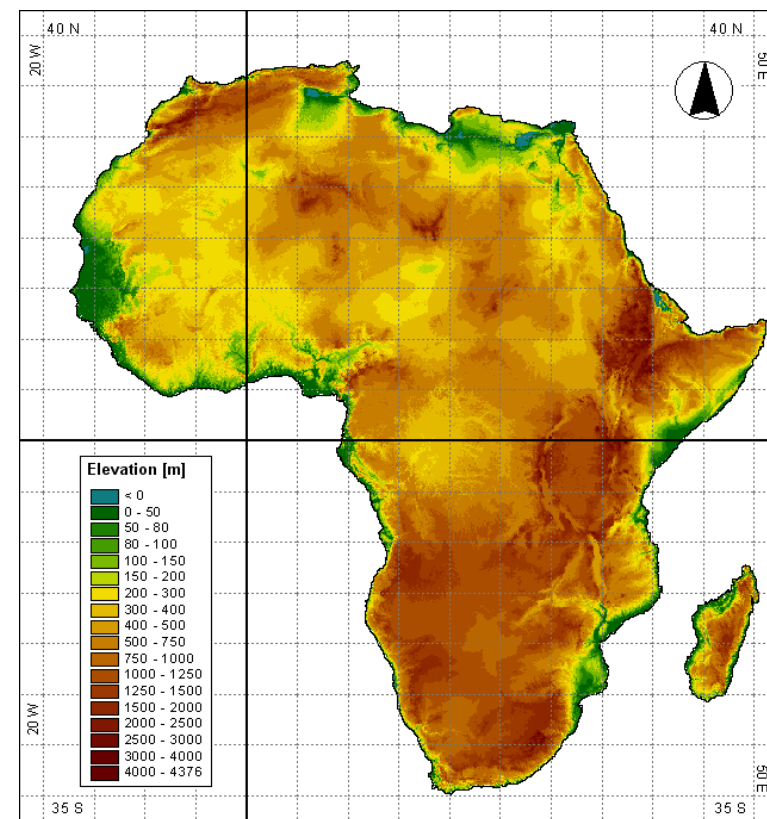 40 N
40 N
20 W
50 E
Elevation [m]
< 0
0 - 50
50 - 80
80 - 100
100 - 150
150 - 200
200 - 300
300 - 400
400 - 500
500 - 750
750 - 1000
1000 - 1250
1250 - 1500
1500 - 2000
2000 - 2500
2500 - 3000
3000 - 4000
4000 - 4376
20 W
50 E
35 S
35 S